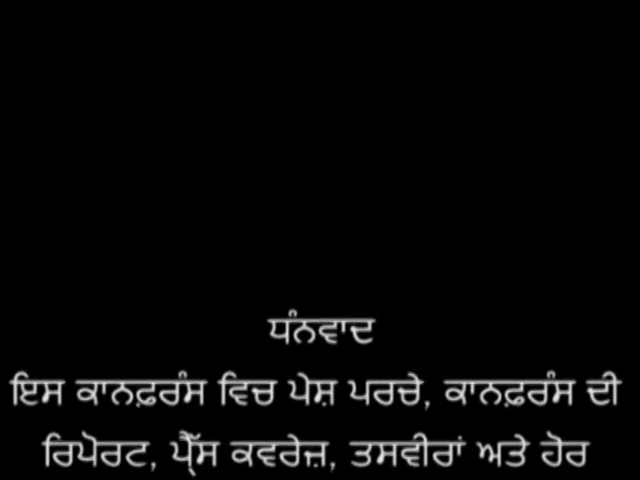 ਧੰਨਵਾਦ
ਇਸ ਕਾਨਫ਼ਰੰਸ ਵਿਚ ਪੇਸ਼ ਪਰਚੇ, ਕਾਨਫ਼ਰੰਸ ਦੀ
ਰਿਪੋਰਟ, ਪ੍ਰੈੱਸ ਕਵਰੇਜ਼, ਤਸਵੀਰਾਂ ਅਤੇ ਹੋਰ